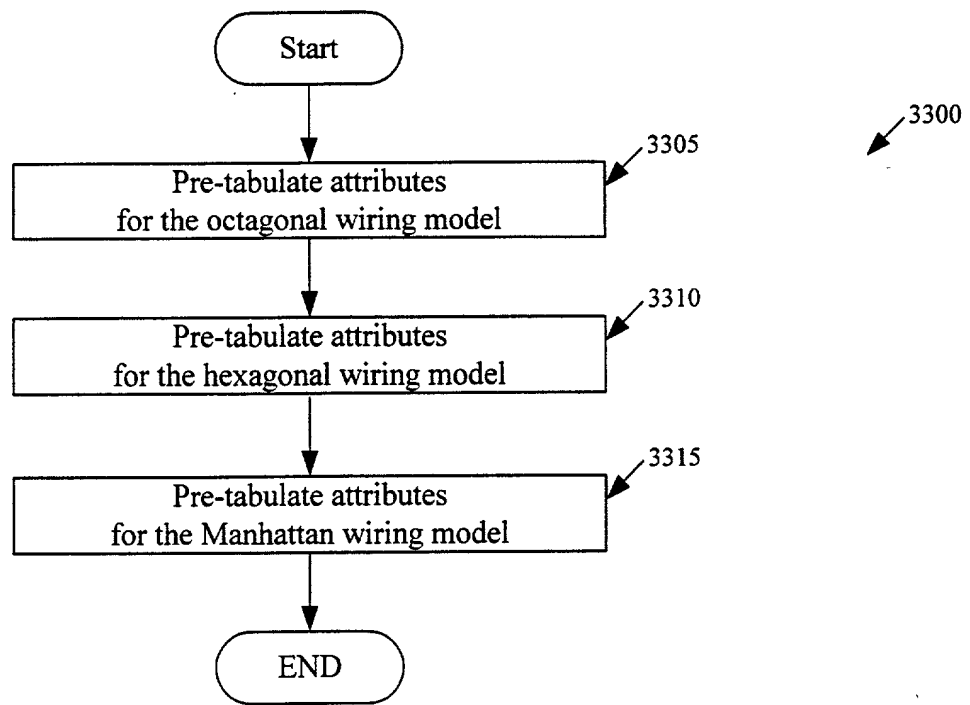 Start
3300
3305
Pre-tabulate attributes
for the octagonal wiring model
3310
Pre-tabulate attributes
for the hexagonal wiring model
3315
Pre-tabulate attributes
for the Manhattan wiring model
END